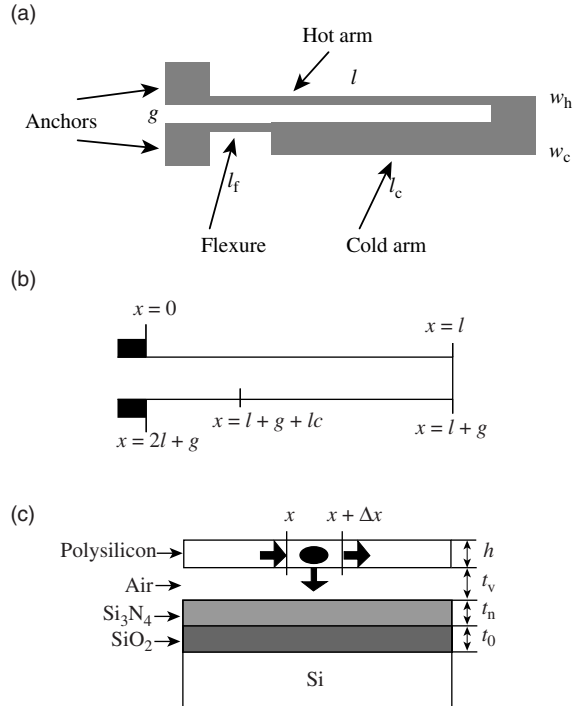 (a)
Hot arm
l
w_h
g
Anchors
w_c
l_f
l_c
Flexure
Cold arm
(b)
x = 0
x = l
x = l + g + lc
x = l + g
x = 2l + g
(c)
x
x + Δx
Polysilicon
h
Air
t_v
Si₃N₄
t_n
SiO₂
t_0
Si